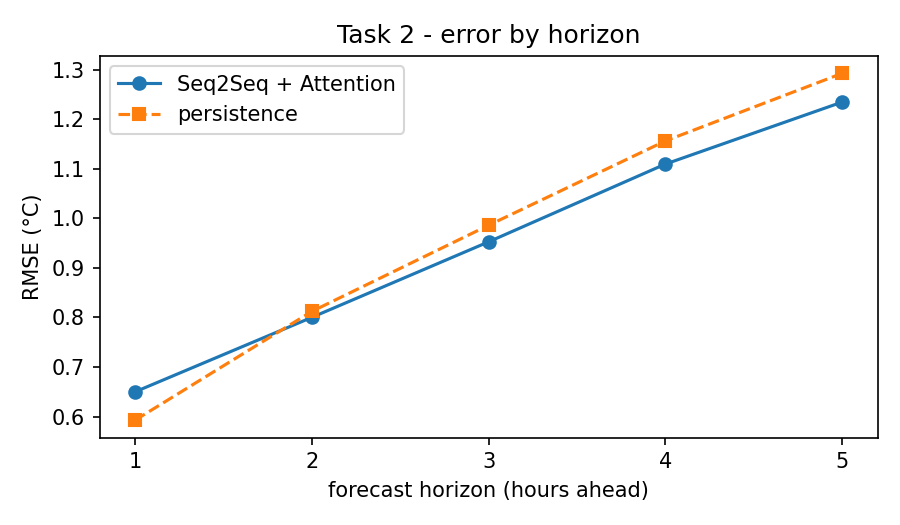 Task 2 - error by horizon
Seq2Seq + Attention
persistence
RMSE (°C)
1.3
1.2
1.1
1.0
0.9
0.8
0.7
0.6
1 2 3 4 5
forecast horizon (hours ahead)